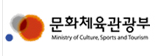 문화체육관광부
Ministry of Culture, Sports and Tourism